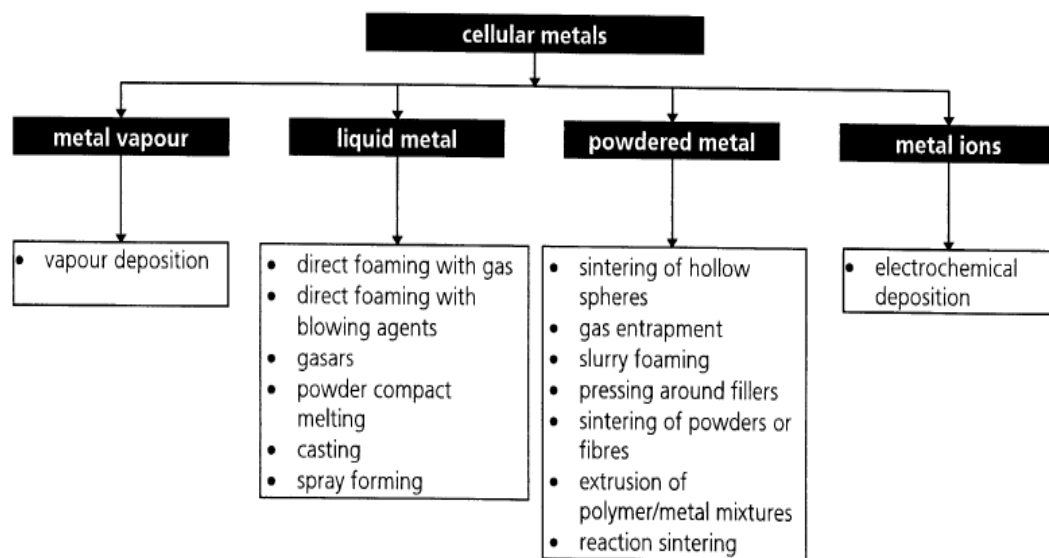 cellular metals
metal vapour
liquid metal
powdered metal
metal ions
• vapour deposition
• direct foaming with gas
• direct foaming with
blowing agents
• gasars
• powder compact
melting
• casting
• spray forming
• sintering of hollow
spheres
• gas entrapment
• slurry foaming
• pressing around fillers
• sintering of powders or
fibres
• extrusion of
polymer/metal mixtures
• reaction sintering
• electrochemical
deposition